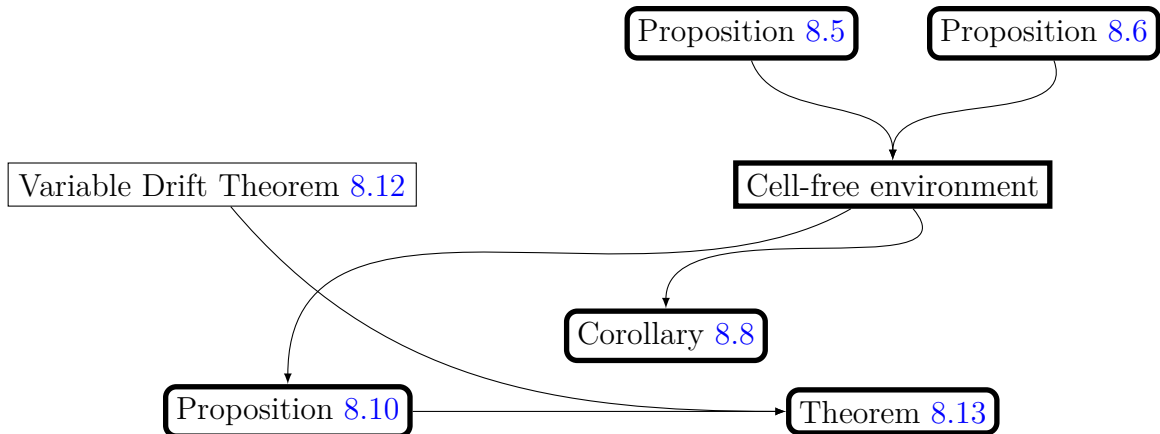 Proposition 8.5
Proposition 8.6
Variable Drift Theorem 8.12
Cell-free environment
Corollary 8.8
Proposition 8.10
Theorem 8.13